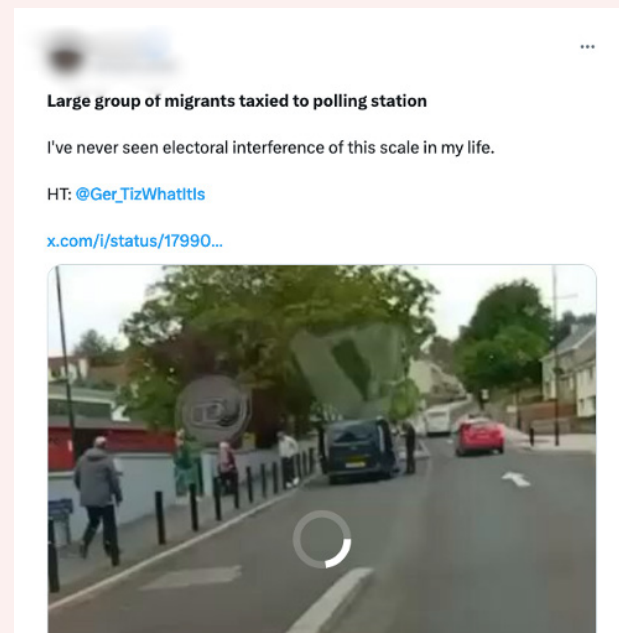 Large group of migrants taxied to polling station
I've never seen electoral interference of this scale in my life.
HT: @Ger_TizWhatItIs
x.com/i/status/17990...